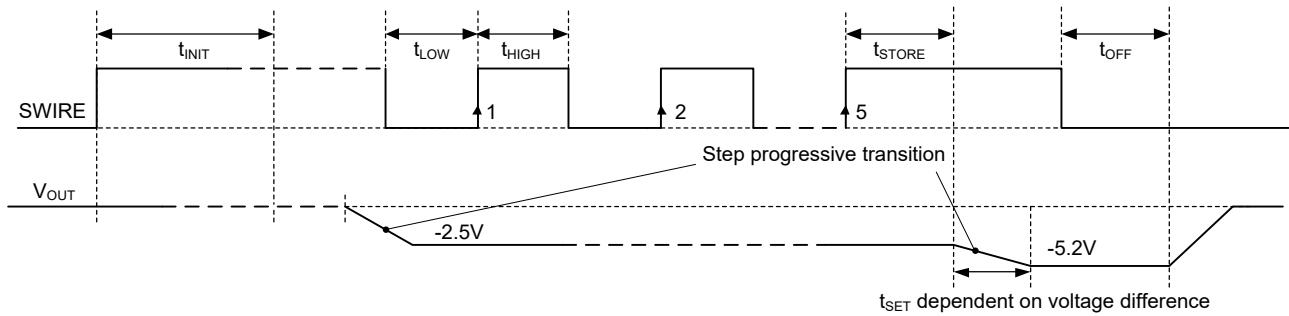 tINIT
tLOW
tHIGH
tSTORE
tOFF
SWIRE
1
2
5
Step progressive transition
VOUT
-2.5V
-5.2V
tSET dependent on voltage difference